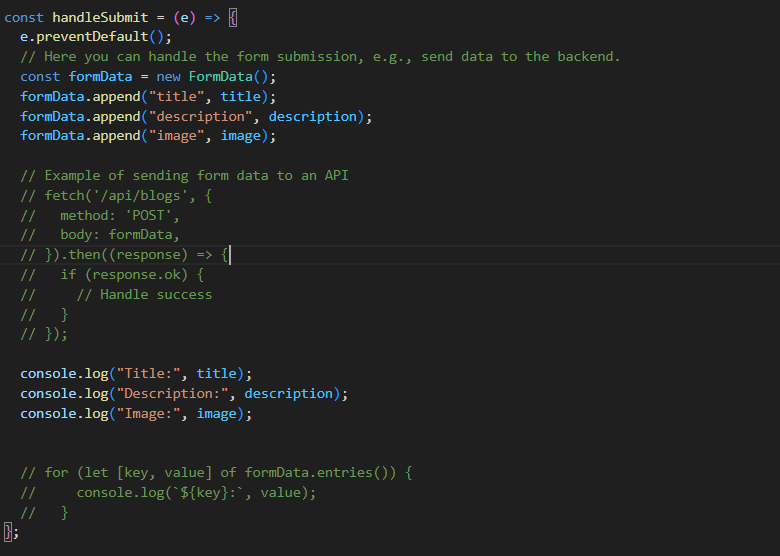 const handleSubmit = (e) => {
  e.preventDefault();
  // Here you can handle the form submission, e.g., send data to the backend.
  const formData = new FormData();
  formData.append("title", title);
  formData.append("description", description);
  formData.append("image", image);

  // Example of sending form data to an API
  // fetch('/api/blogs', {
  //   method: 'POST',
  //   body: formData,
  // }).then((response) => {
  //   if (response.ok) {
  //     // Handle success
  //   }
  // });

  console.log("Title:", title);
  console.log("Description:", description);
  console.log("Image:", image);


  // for (let [key, value] of formData.entries()) {
  //     console.log(`${key}:`, value);
  //   }
};